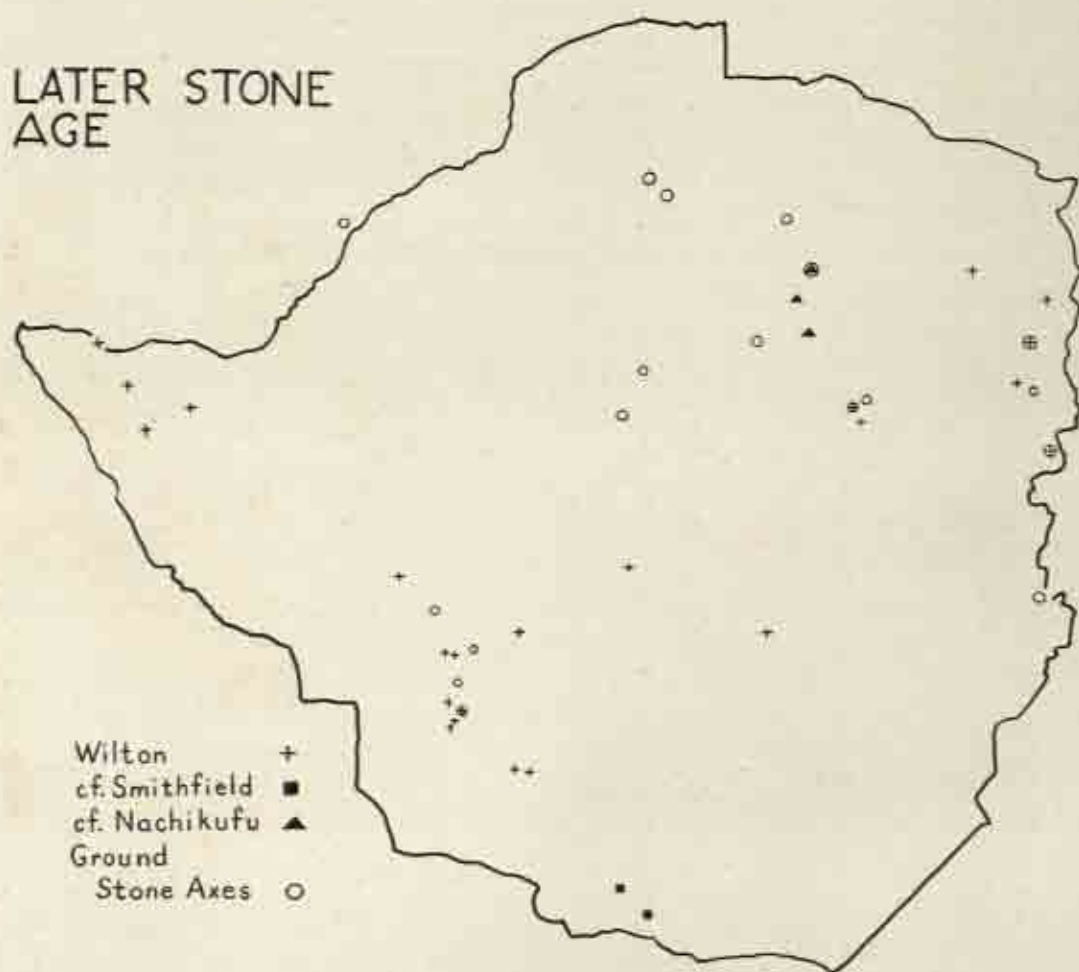 LATER STONE
AGE
Wilton
cf. Smithfield
cf. Nachikufu
Ground
Stone Axes